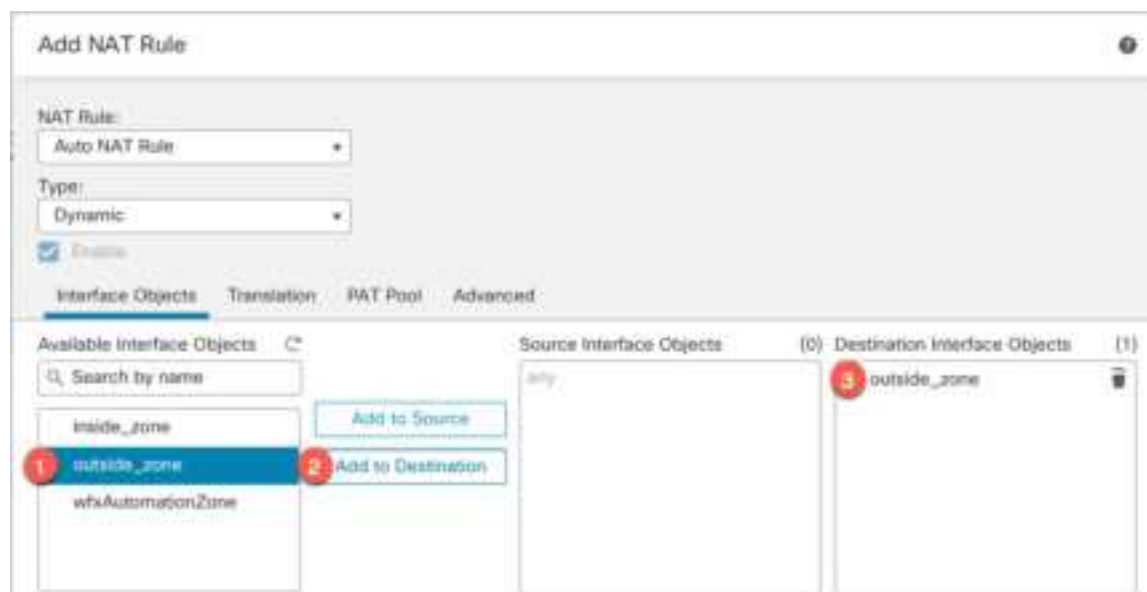 Add NAT Rule
NAT Rule:
Auto NAT Rule
Type:
Dynamic
Enable
Interface Objects Translation PAT Pool Advanced
Available Interface Objects Source Interface Objects (0) Destination Interface Objects (1)
Search by name any 3 outside_zone
inside_zone Add to Source
1 outside_zone 2 Add to Destination
wfxAutomationZone